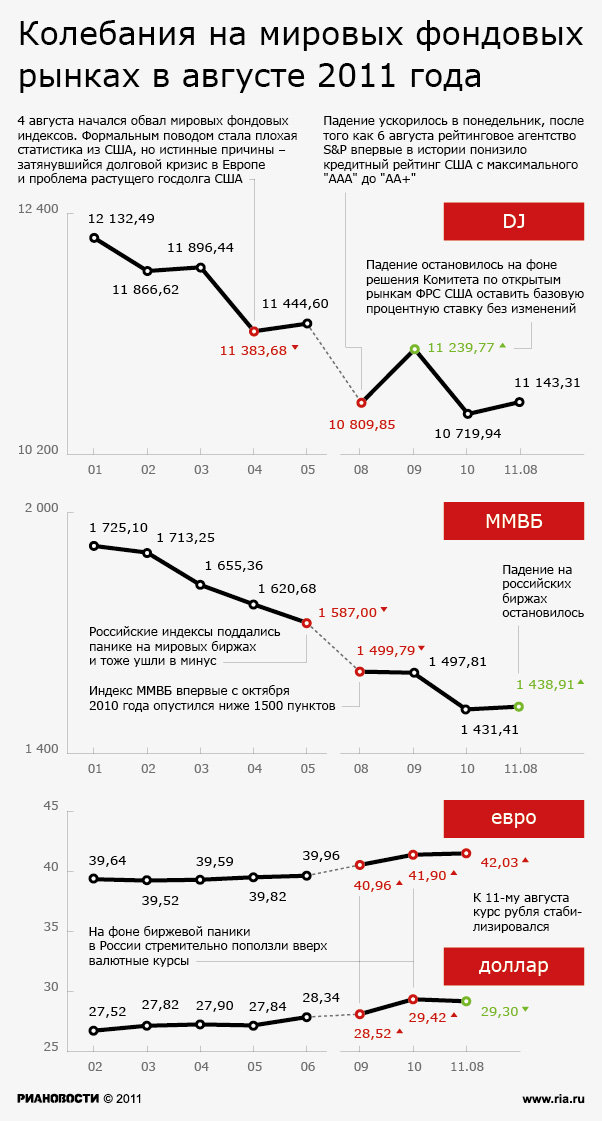 Колебания на мировых фондовых
рынках в августе 2011 года
4 августа начался обвал мировых фондовых
индексов. Формальным поводом стала плохая
статистика из США, но истинные причины –
затянувшийся долговой кризис в Европе
и проблема растущего госдолга США
Падение ускорилось в понедельник, после
того как 6 августа рейтинговое агентство
S&P впервые в истории понизило
кредитный рейтинг США с максимального
"ААА" до "АА+"
12 400
DJ
12 132,49
11 866,62
11 896,44
11 383,68
11 444,60
Падение остановилось на фоне
решения Комитета по открытым
рынкам ФРС США оставить базовую
процентную ставку без изменений
10 809,85
11 239,77
10 719,94
11 143,31
10 200
01 02 03 04 05 08 09 10 11.08
2 000
ММВБ
1 725,10
1 713,25
1 655,36
1 620,68
1 587,00
Падение на
российских
биржах
остановилось
Российские индексы поддались
панике на мировых биржах
и тоже ушли в минус
1 499,79
1 497,81
1 431,41
1 438,91
Индекс ММВБ впервые с октября
2010 года опустился ниже 1500 пунктов
1 400
01 02 03 04 05 08 09 10 11.08
45
евро
40
39,64
39,52
39,59
39,82
39,96
40,96
41,90
42,03
35
К 11-му августа
курс рубля стаби-
лизировался
На фоне биржевой паники
в России стремительно поползли вверх
валютные курсы
доллар
30
27,52
27,82
27,90
27,84
28,34
28,52
29,42
29,30
25
02 03 04 05 06 09 10 11.08
РИАНОВОСТИ © 2011
www.ria.ru